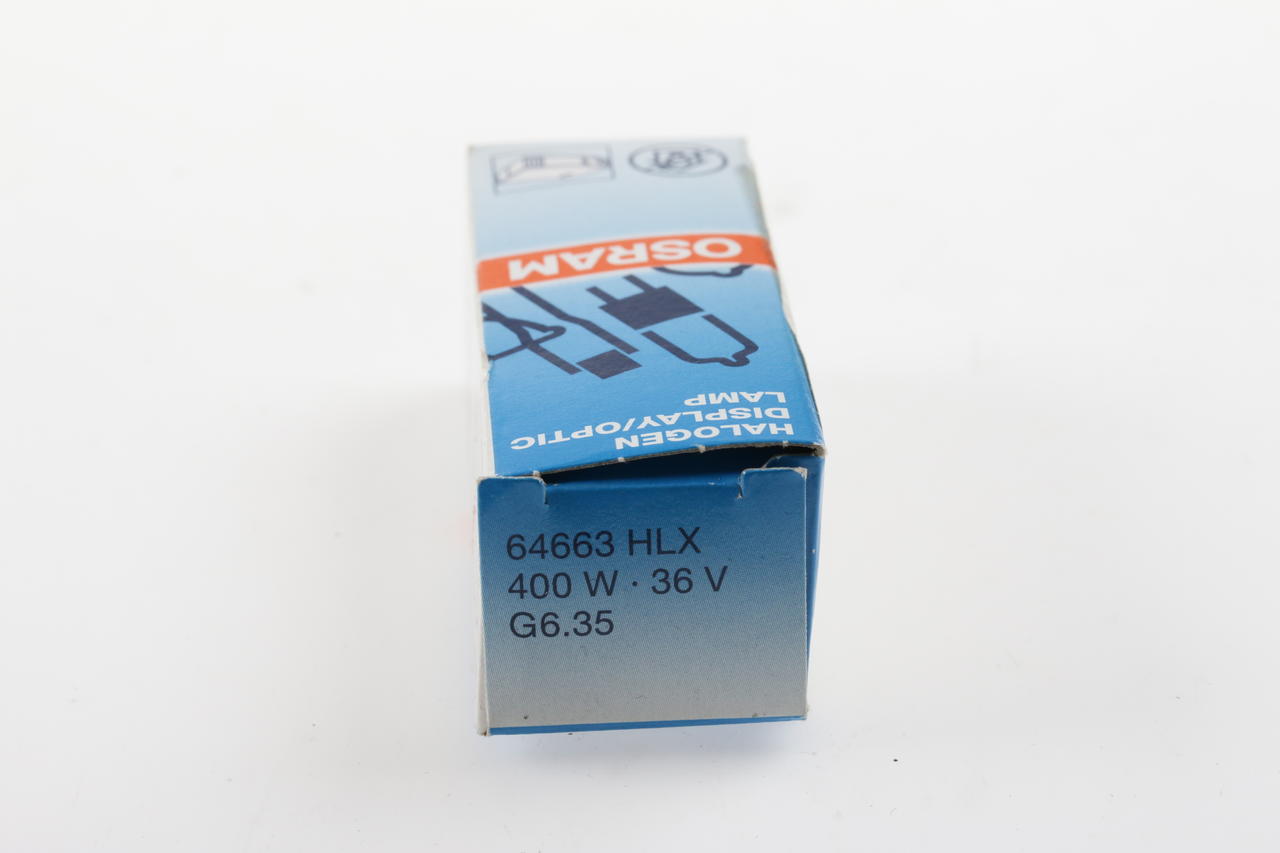 OSRAM
HALOGEN
DISPLAY/OPTIC
LAMP
64663 HLX
400 W · 36 V
G6.35